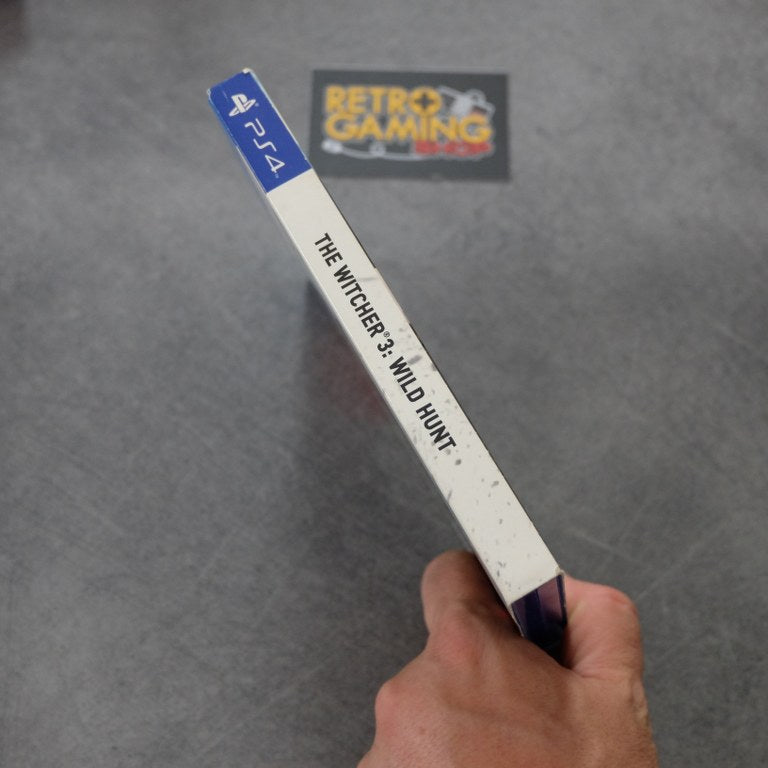 RETRO
GAMING
SHOP
PS4
THE WITCHER® 3: WILD HUNT